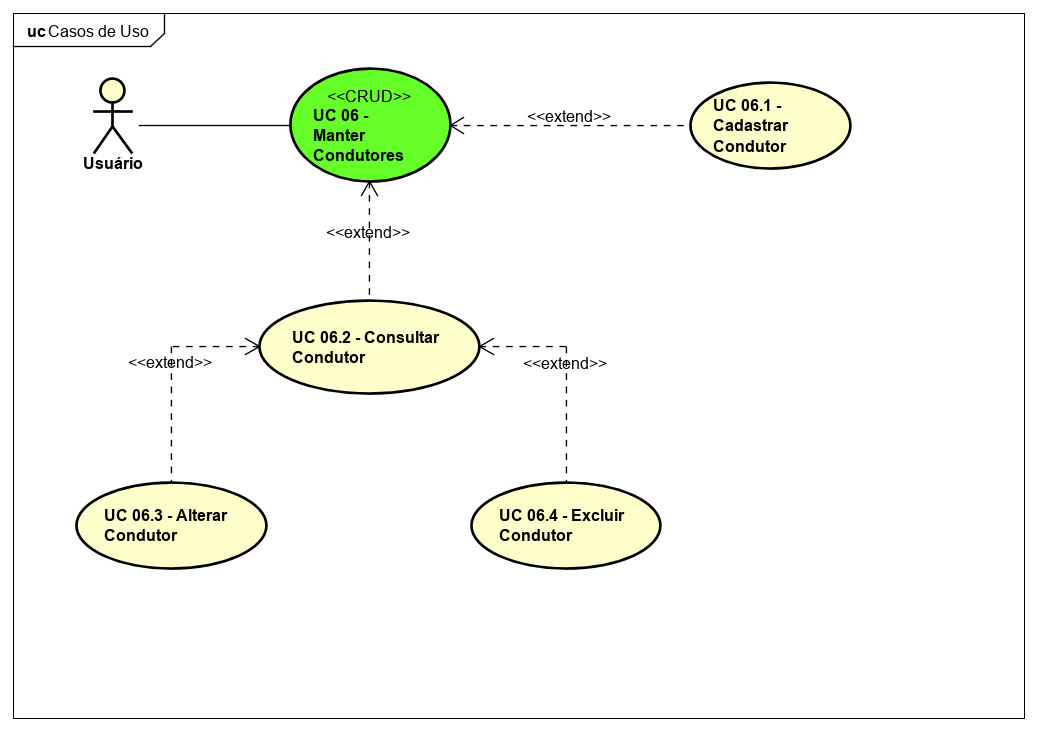 uc Casos de Uso
<<CRUD>>
UC 06 -
Manter
Condutores
<<extend>>
UC 06.1 -
Cadastrar
Condutor
Usuário
<<extend>>
UC 06.2 - Consultar
Condutor
<<extend>>
<<extend>>
UC 06.3 - Alterar
Condutor
UC 06.4 - Excluir
Condutor